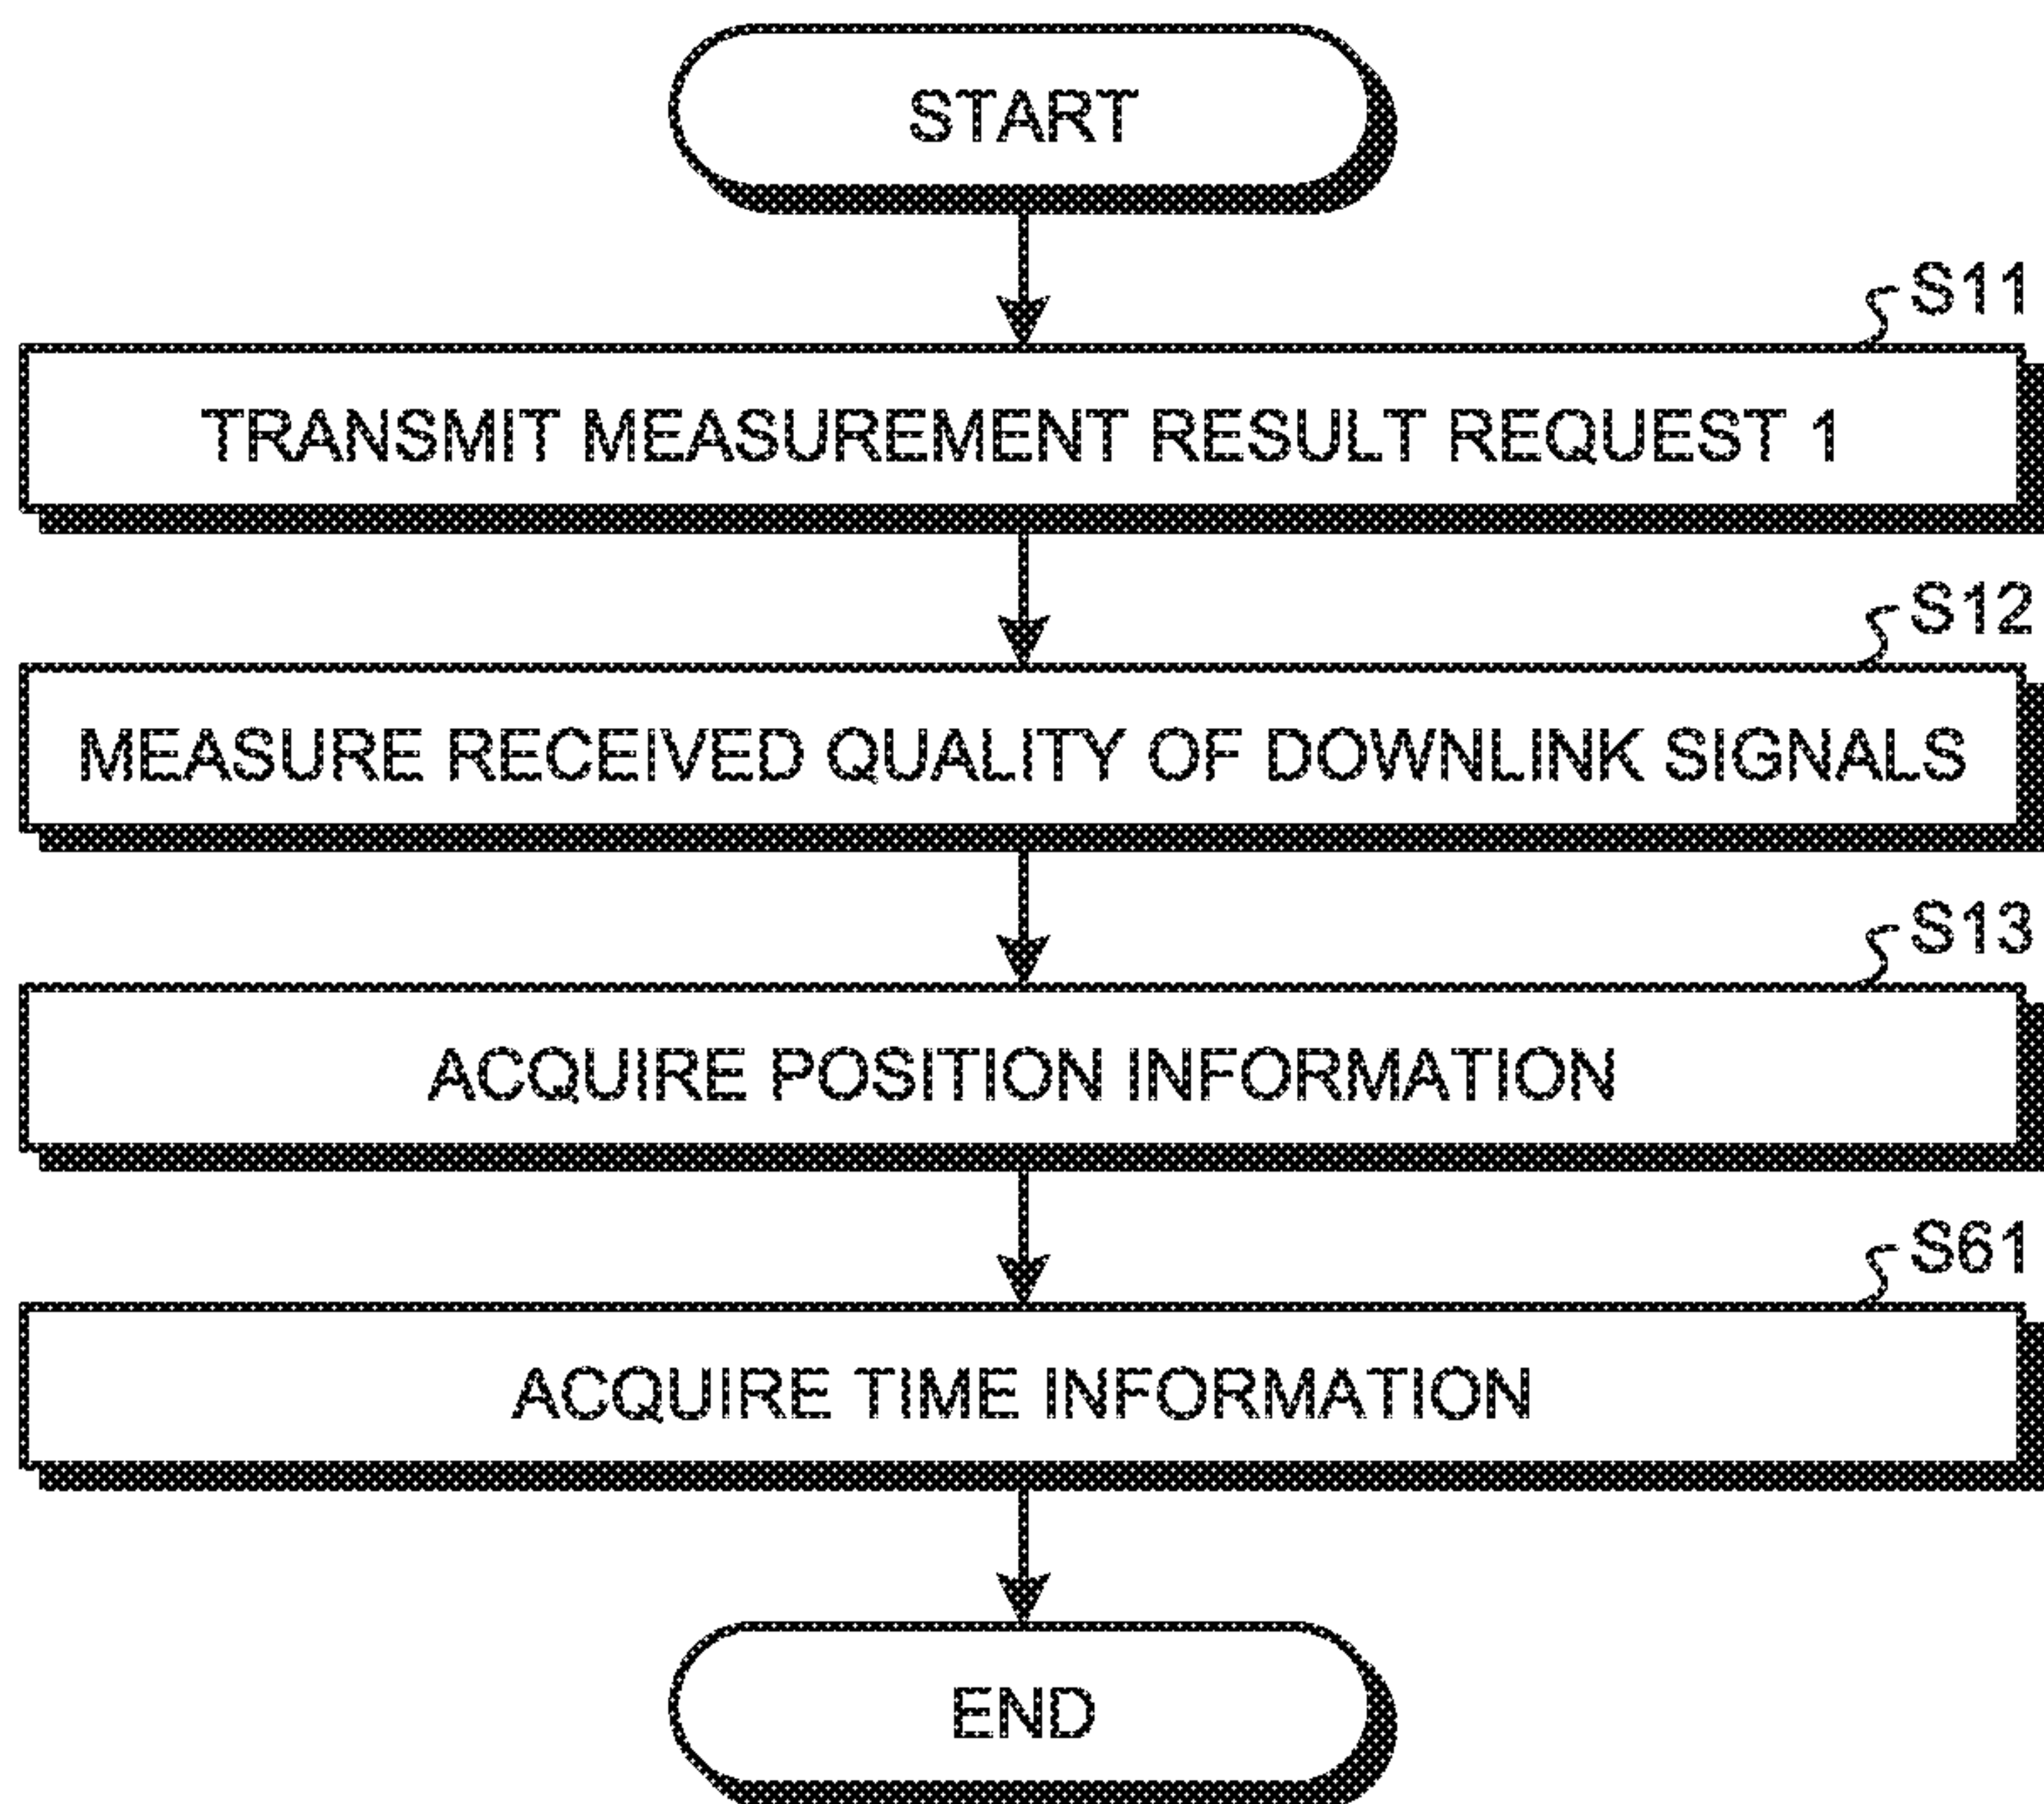 START
S11
TRANSMIT MEASUREMENT RESULT REQUEST 1
S12
MEASURE RECEIVED QUALITY OF DOWNLINK SIGNALS
S13
ACQUIRE POSITION INFORMATION
S61
ACQUIRE TIME INFORMATION
END